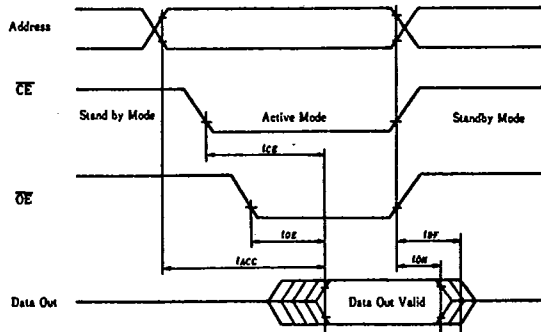 Address
CE
Stand by Mode
Active Mode
Standby Mode
tCE
OE
tOE
tDF
tACC
tOH
Data Out
Data Out Valid